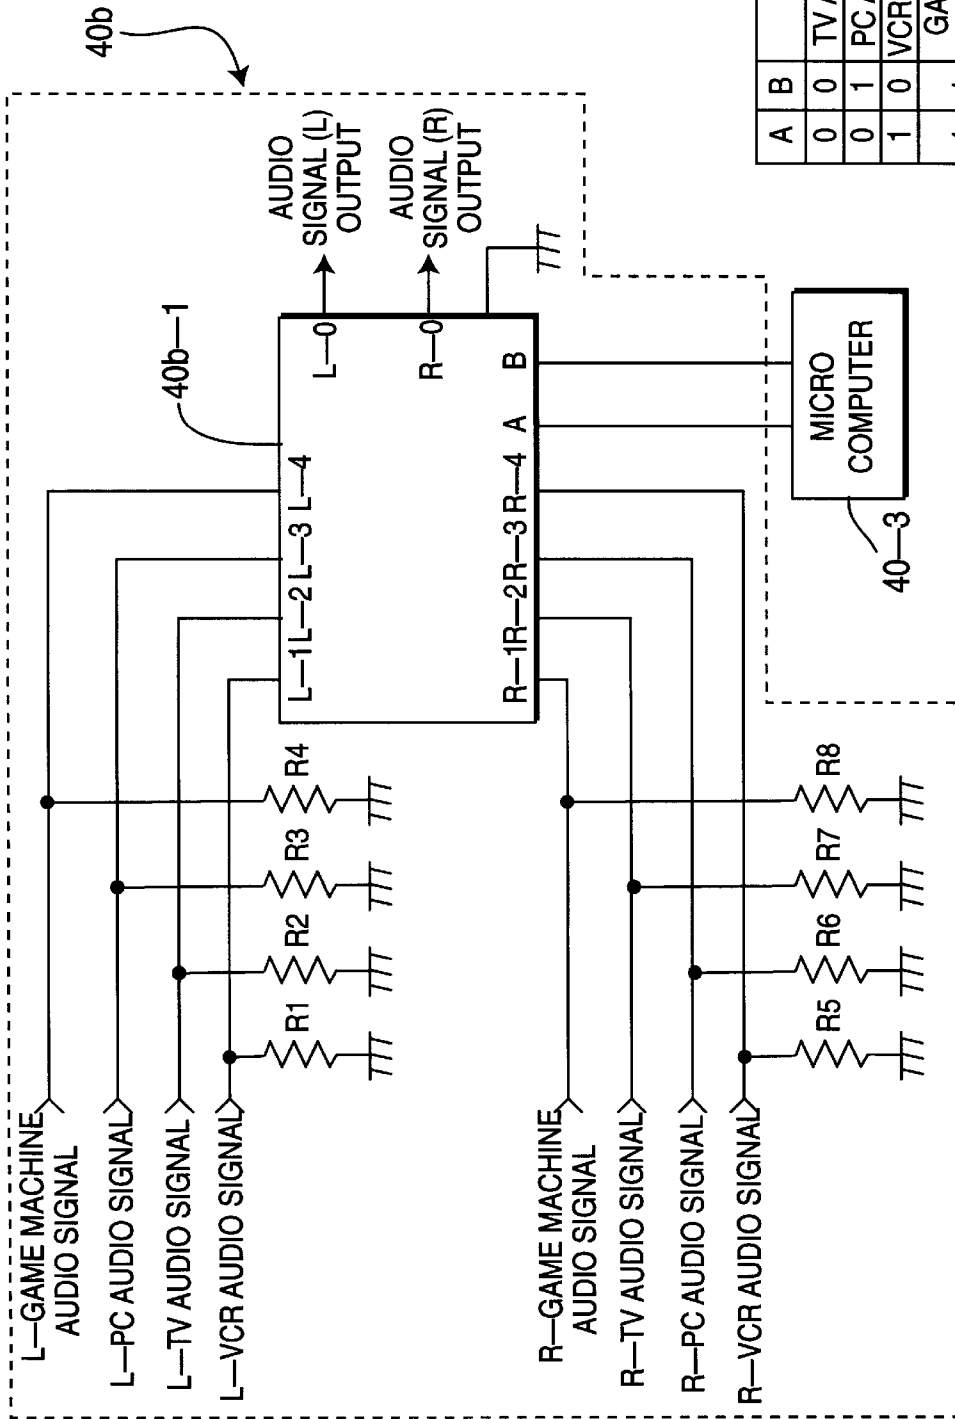 40b
AUDIO
SIGNAL (L)
OUTPUT
AUDIO
SIGNAL (R)
OUTPUT
40b—1
L—0
R—0
L—1 L—2 L—3 L—4
R—1 R—2 R—3 R—4 A B
MICRO
COMPUTER
40—3
R1 R2 R3 R4
R5 R6 R7 R8
L—GAME MACHINE
AUDIO SIGNAL
L—PC AUDIO SIGNAL
L—TV AUDIO SIGNAL
L—VCR AUDIO SIGNAL
R—GAME MACHINE
AUDIO SIGNAL
R—TV AUDIO SIGNAL
R—PC AUDIO SIGNAL
R—VCR AUDIO SIGNAL
A B
0 0 TV
0 1 PC
1 0 VCR